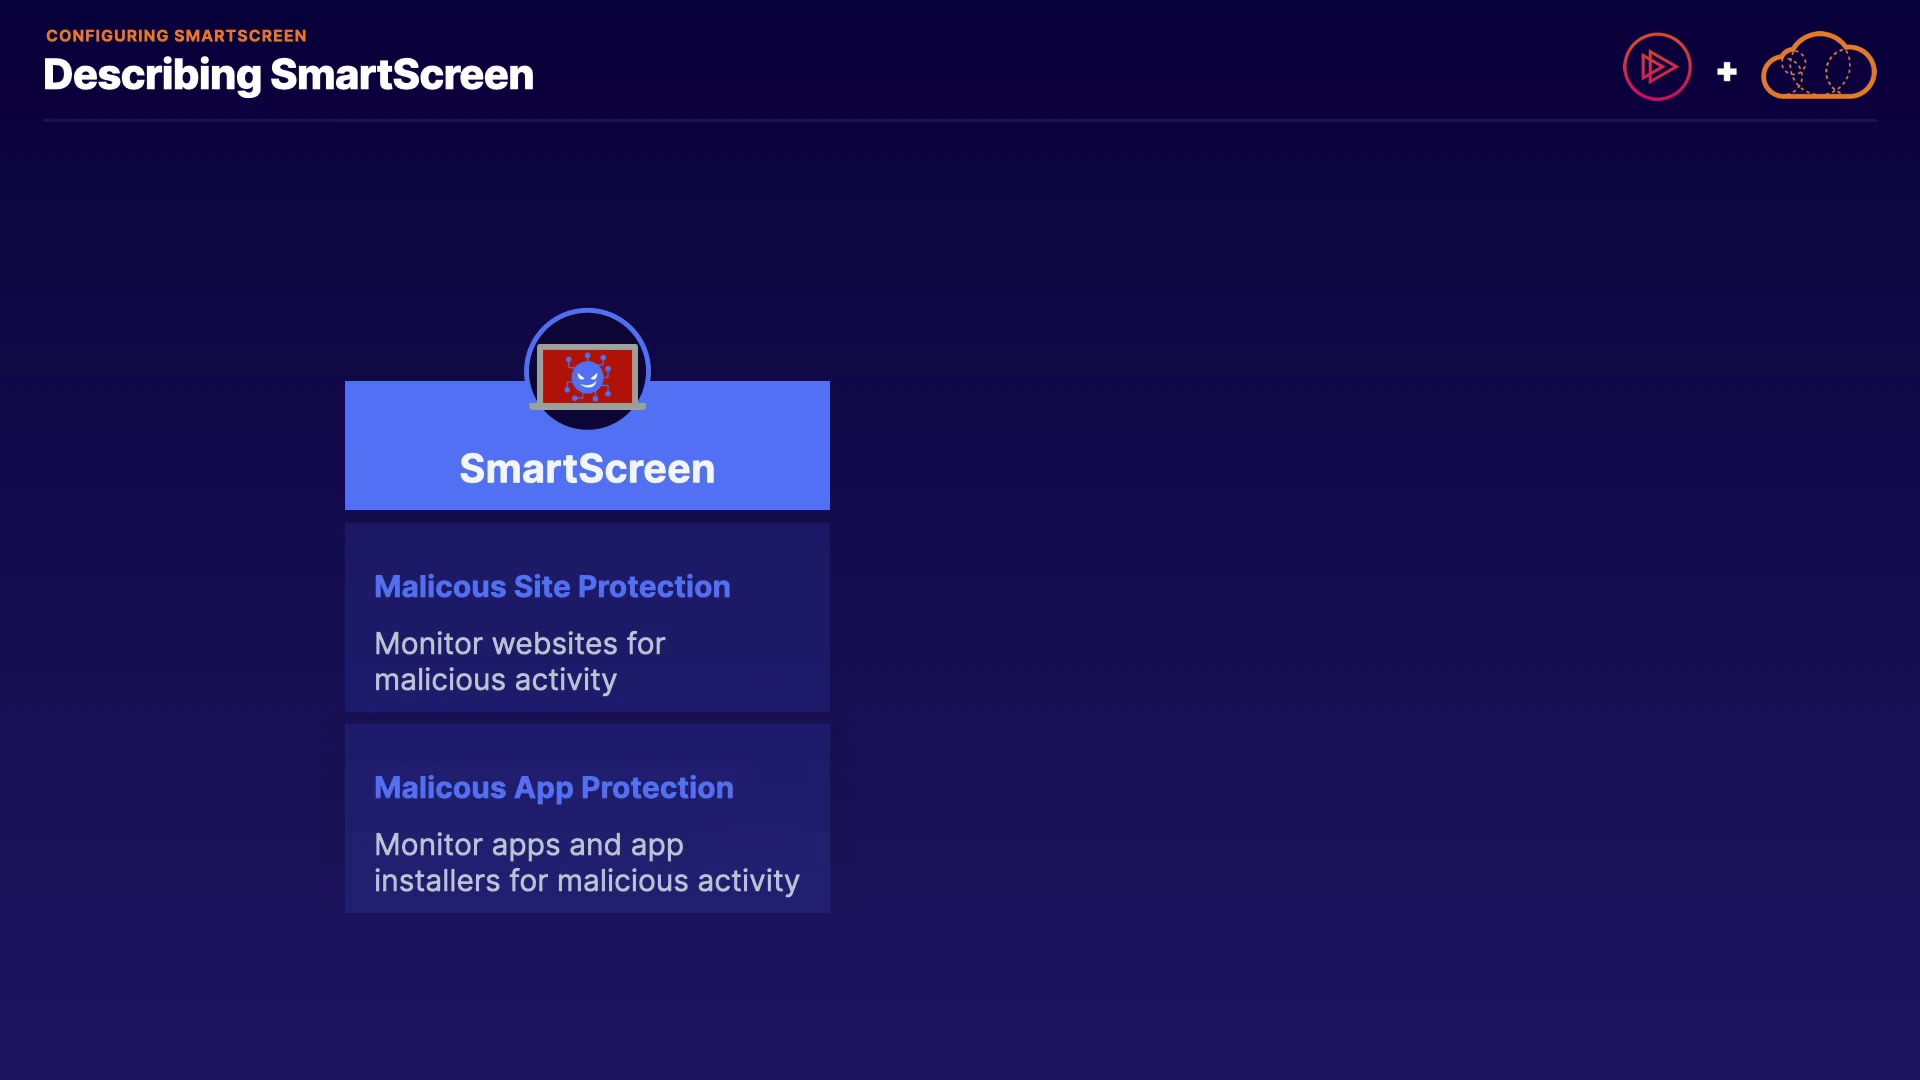 CONFIGURING SMARTSCREEN
Describing SmartScreen
SmartScreen
Malicous Site Protection
Monitor websites for
malicious activity
Malicous App Protection
Monitor apps and app
installers for malicious activity